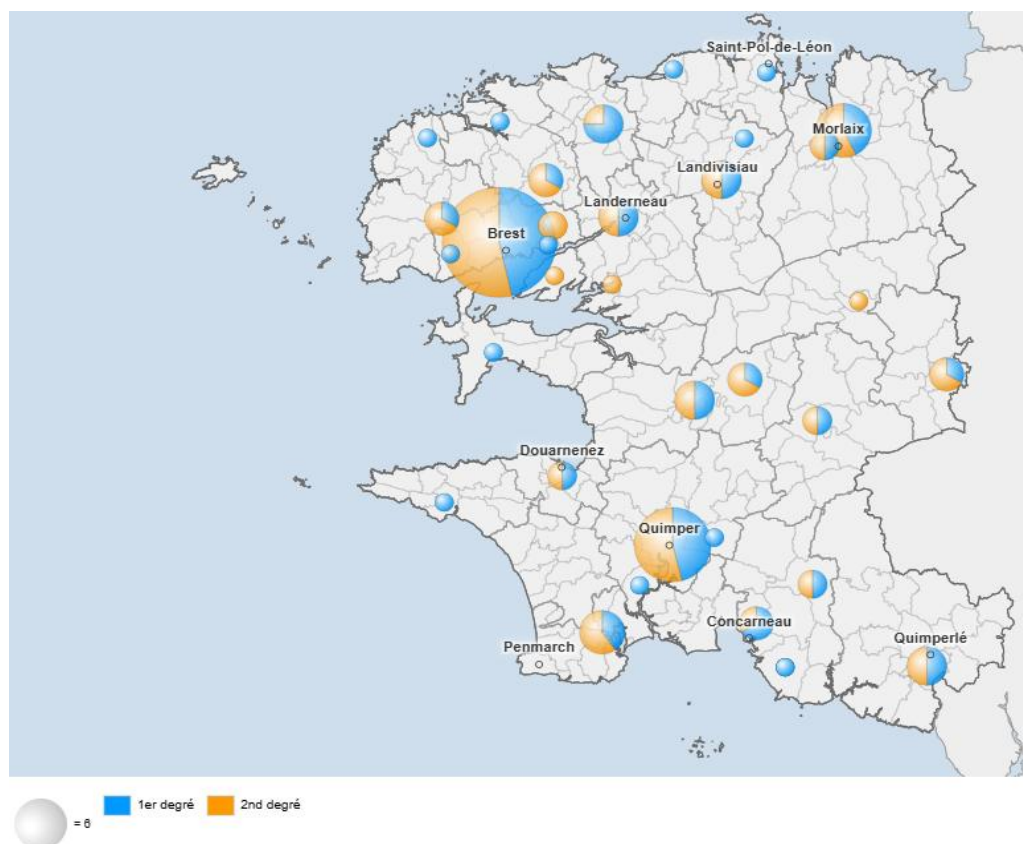 Saint-Pol-de-Léon
Morlaix
Landivisiau
Landerneau
Brest
Douarnenez
Quimper
Concarneau
Quimperlé
Penmarch
= 6
1er degré
2nd degré